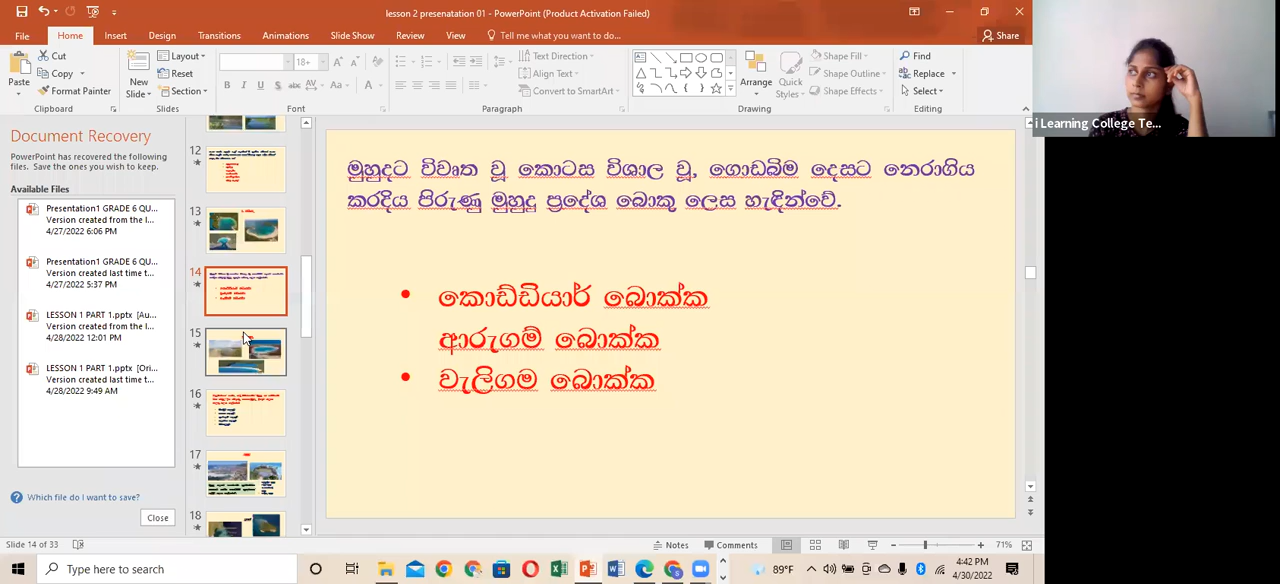 lesson 2 presenatation 01 - PowerPoint (Product Activation Failed)
File Home Insert Design Transitions Animations Slide Show Review View Tell me what you want to do... Share
Paste Cut Copy Format Painter
New Slide Layout Reset Section
18+
B I U S abc AV Aa A
Text Direction Align Text Convert to SmartArt
Arrange Quick Styles Shape Fill Shape Outline Shape Effects
Find Replace Select
Clipboard Slides Font Paragraph Drawing Editing
i Learning College Te...
Document Recovery
PowerPoint has recovered the following
files. Save the ones you wish to keep.
Available Files
Presentation1 GRADE 6 QU...
Version created from the l...
4/27/2022 6:06 PM
Presentation1 GRADE 6 QU...
Version created last time t...
4/27/2022 5:37 PM
LESSON 1 PART 1.pptx [Au...
Version created from the l...
4/28/2022 12:01 PM
LESSON 1 PART 1.pptx [Ori...
Version created last time t...
4/28/2022 9:49 AM
Which file do I want to save?
Close
12
13
14
15
16
17
18
මුහුදට විවෘත වූ කොටස විශාල වූ, ගොඩබිම දෙසට නෙරාගිය
කරදිය පිරුණු මුහුදු ප්‍රදේශ බොකු ලෙස හැඳින්වේ.
• කොඩ්ඩියාර් බොක්ක
ආරුගම් බොක්ක
• වැලිගම බොක්ක
Slide 14 of 33 Notes Comments 71%
Type here to search 89°F 4:42 PM
4/30/2022